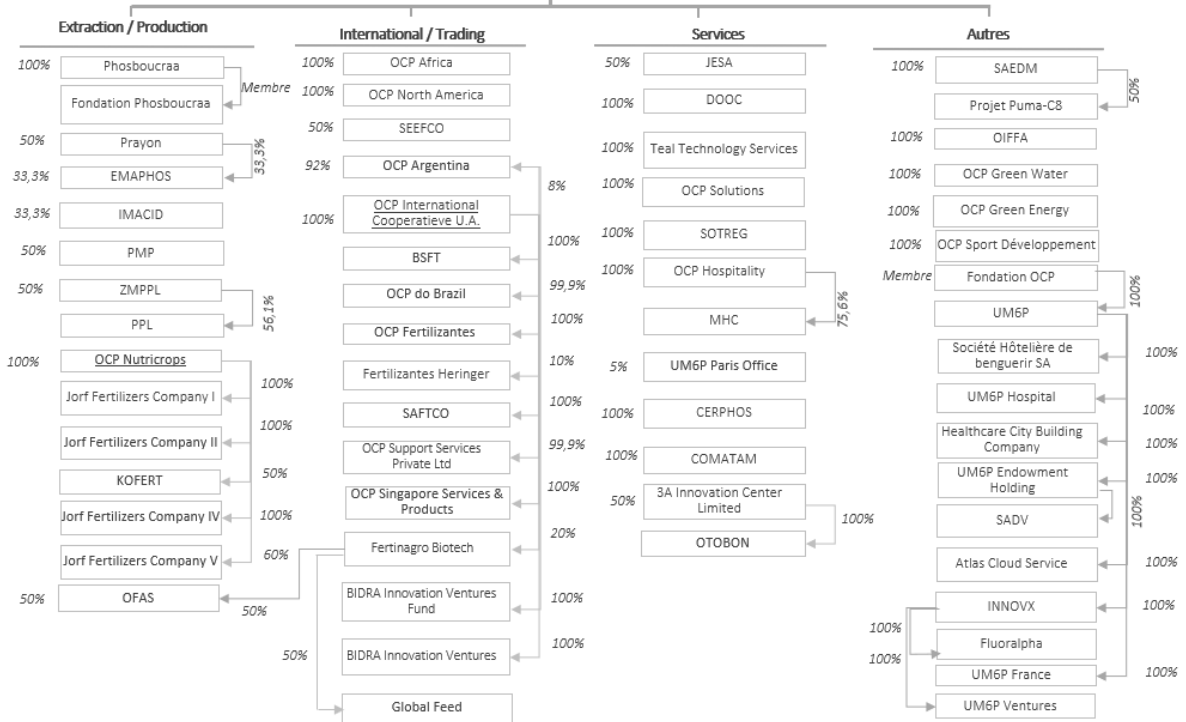 Extraction / Production
100%
Phosboucraa
Membre
Fondation Phosboucraa
50%
Prayon
33,3%
33,3%
EMAPHOS
33,3%
IMACID
50%
PMP
50%
ZMPPL
56,1%
PPL
100%
OCP Nutricrops
100%
Jorf Fertilizers Company I
100%
Jorf Fertilizers Company II
50%
KOFERT
100%
Jorf Fertilizers Company IV
60%
Jorf Fertilizers Company V
50%
OFAS
50%
International / Trading
100%
OCP Africa
100%
OCP North America
50%
SEEFCO
92%
OCP Argentina
8%
100%
OCP International
Cooperatieve U.A.
100%
BSFT
99,9%
OCP do Brazil
100%
OCP Fertilizantes
10%
Fertilizantes Heringer
100%
SAFTCO
99,9%
OCP Support Services
Private Ltd
100%
OCP Singapore Services &
Products
20%
Fertinagro Biotech
100%
BIDRA Innovation Ventures
Fund
100%
50%
BIDRA Innovation Ventures
Global Feed
Services
50%
JESA
100%
DOOC
100%
Teal Technology Services
100%
OCP Solutions
100%
SOTREG
100%
OCP Hospitality
75,6%
MHC
5%
UM6P Paris Office
100%
CERPHOS
100%
COMATAM
50%
3A Innovation Center
Limited
100%
OTOBON
Autres
100%
SAEDM
50%
Projet Puma-C8
100%
OIFFA
100%
OCP Green Water
100%
OCP Green Energy
100%
OCP Sport Développement
Membre
Fondation OCP
100%
UM6P
Société Hôtelière de
benguerir SA
100%
UM6P Hospital
100%
Healthcare City Building
Company
100%
UM6P Endowment
Holding
100%
SADV
100%
Atlas Cloud Service
100%
INNOVX
100%
100%
Fluoralpha
100%
UM6P France
100%
UM6P Ventures